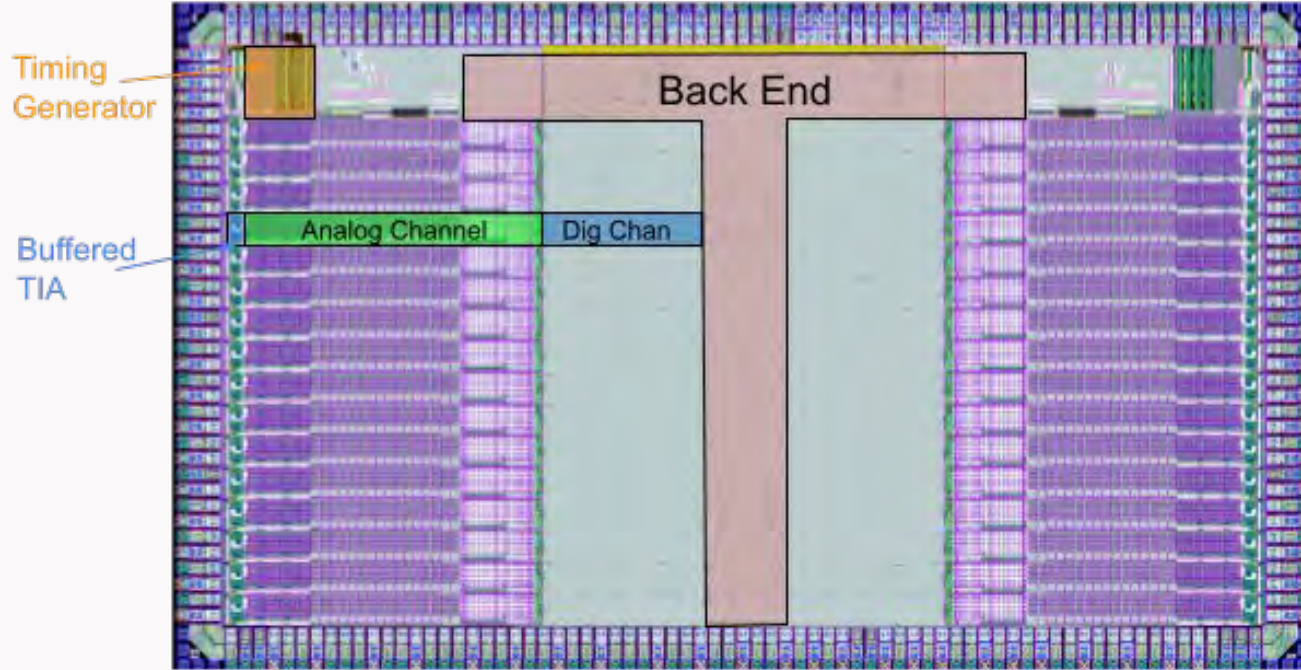 Timing
Generator
Back End
Analog Channel
Dig Chan
Buffered
TIA